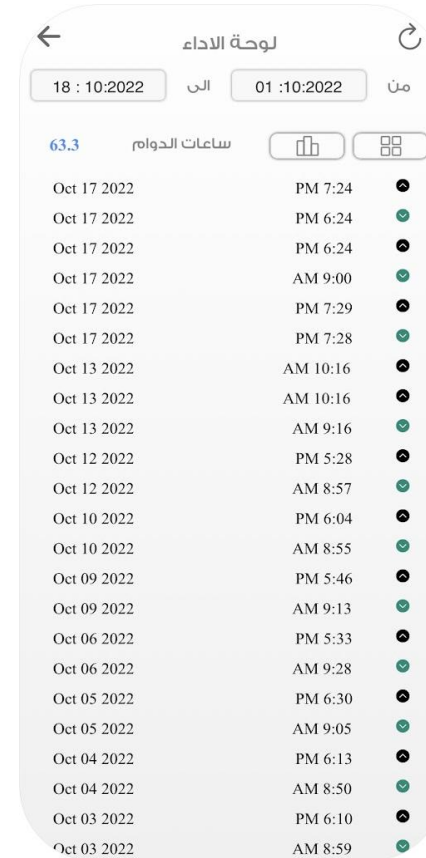 لوحة الاداء
من 01 :10:2022 الى 18 : 10:2022
ساعات الدوام 63.3
Oct 17 2022 PM 7:24
Oct 17 2022 PM 6:24
Oct 17 2022 PM 6:24
Oct 17 2022 AM 9:00
Oct 17 2022 PM 7:29
Oct 17 2022 PM 7:28
Oct 13 2022 AM 10:16
Oct 13 2022 AM 10:16
Oct 13 2022 AM 9:16
Oct 12 2022 PM 5:28
Oct 12 2022 AM 8:57
Oct 10 2022 PM 6:04
Oct 10 2022 AM 8:55
Oct 09 2022 PM 5:46
Oct 09 2022 AM 9:13
Oct 06 2022 PM 5:33
Oct 06 2022 AM 9:28
Oct 05 2022 PM 6:30
Oct 05 2022 AM 9:05
Oct 04 2022 PM 6:13
Oct 04 2022 AM 8:50
Oct 03 2022 PM 6:10
Oct 03 2022 AM 8:59